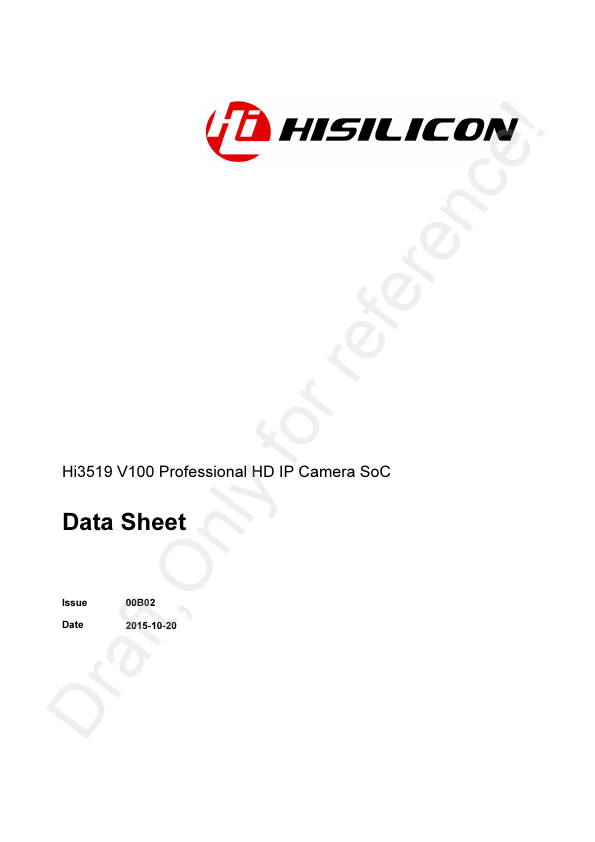 Hi HISILICON
Draft, Only for reference!
Hi3519 V100 Professional HD IP Camera SoC
Data Sheet
Issue 00B02
Date 2015-10-20